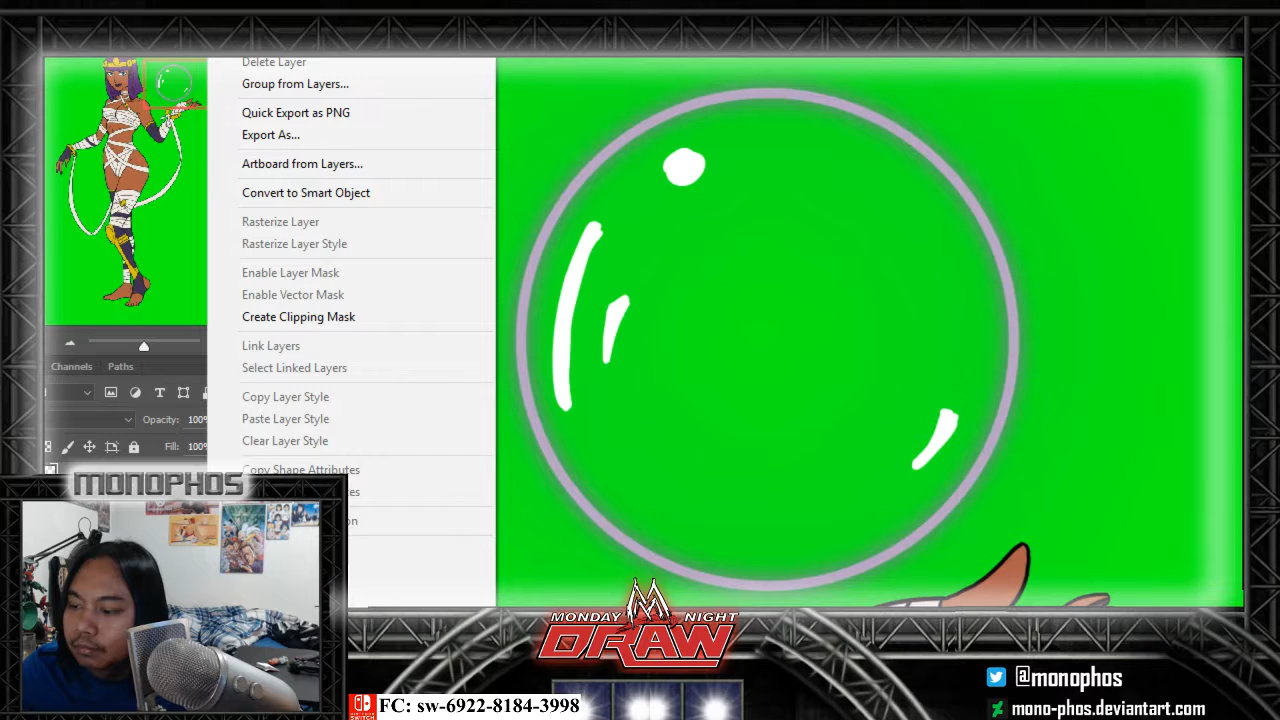 Delete Layer
Group from Layers...
Quick Export as PNG
Export As...
Artboard from Layers...
Convert to Smart Object
Rasterize Layer
Rasterize Layer Style
Enable Layer Mask
Enable Vector Mask
Create Clipping Mask
Link Layers
Select Linked Layers
Copy Layer Style
Paste Layer Style
Clear Layer Style
Copy Shape Attributes
Channels
Paths
Opacity: 100%
Fill: 100%
MONOPHOS
MONDAY NIGHT
DRAW
FC: sw-6922-8184-3998
@monophos
mono-phos.deviantart.com